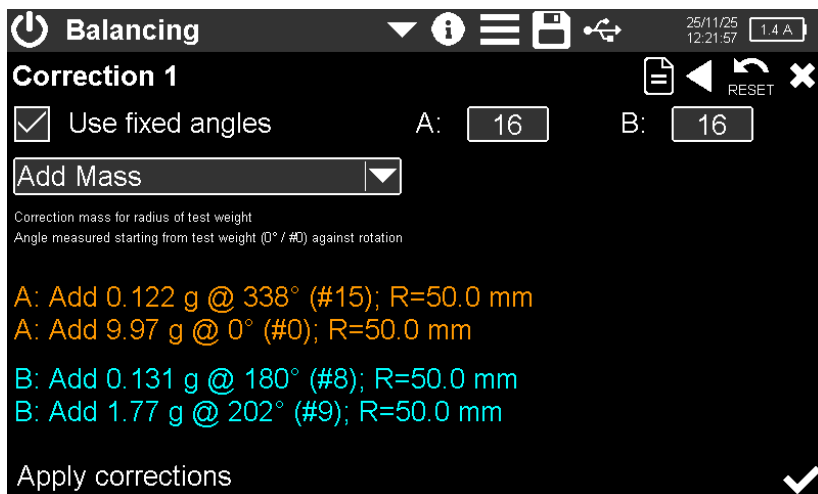 Balancing
25/11/25
12:21:57
1.4 A
Correction 1
RESET
Use fixed angles A: 16 B: 16
Add Mass
Correction mass for radius of test weight
Angle measured starting from test weight (0° / #0) against rotation
A: Add 0.122 g @ 338° (#15); R=50.0 mm
A: Add 9.97 g @ 0° (#0); R=50.0 mm
B: Add 0.131 g @ 180° (#8); R=50.0 mm
B: Add 1.77 g @ 202° (#9); R=50.0 mm
Apply corrections